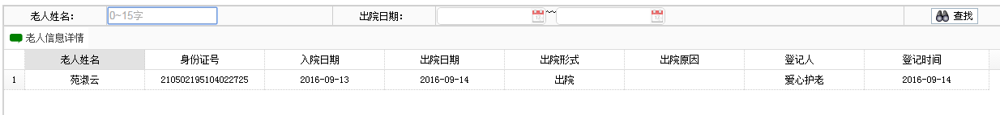 老人姓名： 0~15字 出院日期： ~ 查找
老人信息详情
老人姓名 身份证号 入院日期 出院日期 出院形式 出院原因 登记人 登记时间
1 苑淑云 210502195104022725 2016-09-13 2016-09-14 出院 爱心护老 2016-09-14